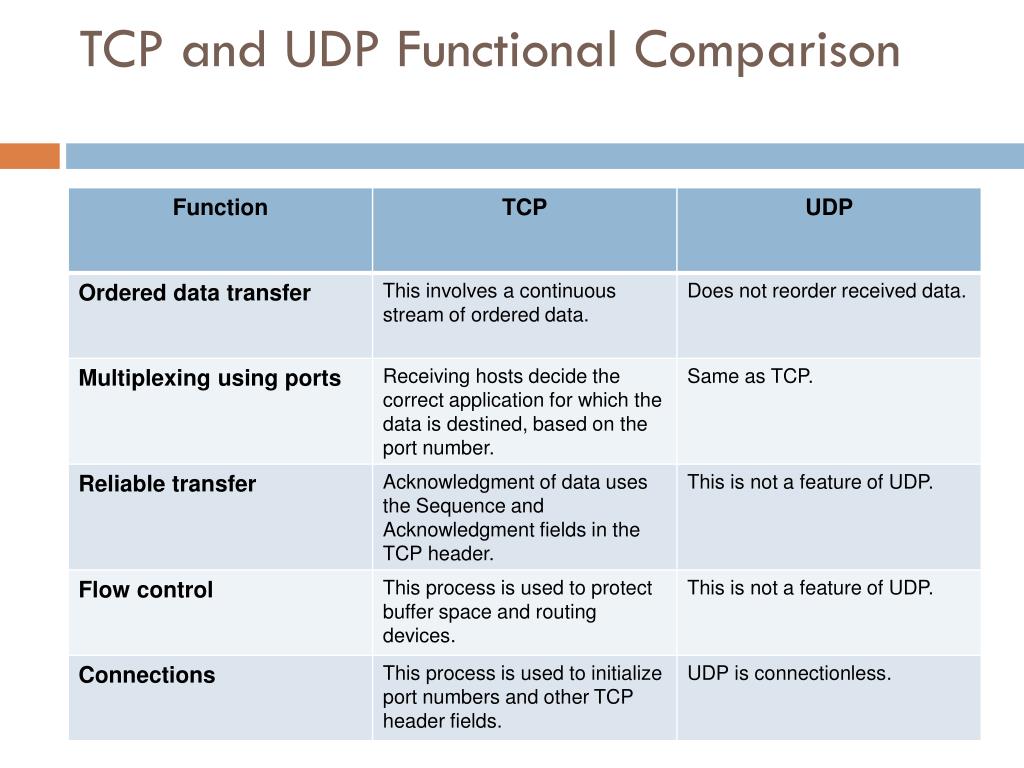 TCP and UDP Functional Comparison
Function
TCP
UDP
Ordered data transfer
This involves a continuous
stream of ordered data.
Does not reorder received data.
Multiplexing using ports
Receiving hosts decide the
correct application for which the
data is destined, based on the
port number.
Same as TCP.
Reliable transfer
Acknowledgment of data uses
the Sequence and
Acknowledgment fields in the
TCP header.
This is not a feature of UDP.
Flow control
This process is used to protect
buffer space and routing
devices.
This is not a feature of UDP.
Connections
This process is used to initialize
port numbers and other TCP
header fields.
UDP is connectionless.